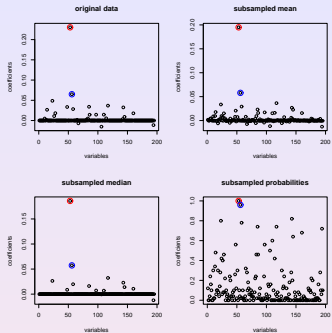 original data
subsampled mean
coefficients
0.00 0.05 0.10 0.15 0.20
0 50 100 150 200
variables
coefficients
0.00 0.05 0.10 0.15 0.20
0 50 100 150 200
variables
subsampled median
subsampled probabilities
coefficients
0.00 0.05 0.10 0.15
0 50 100 150 200
variables
coefficients
0.0 0.2 0.4 0.6 0.8 1.0
0 50 100 150 200
variables